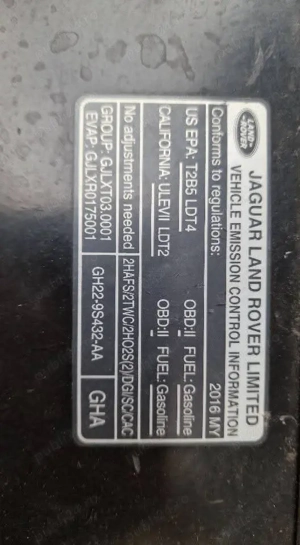 LAND ROVER
JAGUAR LAND ROVER LIMITED
VEHICLE EMISSION CONTROL INFORMATION
Conforms to regulations: 2016 MY
US EPA: T2B5 LDT4 OBD:II FUEL: Gasoline
CALIFORNIA: ULEVII LDT2 OBD:II FUEL: Gasoline
No adjustments needed 2HAFS/2TWC/2HO2S(2)/DGI/SC/CAC
GROUP: GJLXT03.0001 GH22-9S432-AA GHA
EVAP: GJLXR0175001